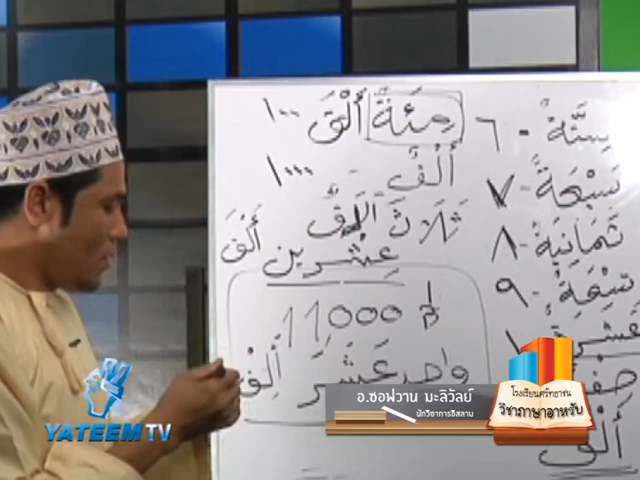 مِئَةُ أَلْفَ ١٠٠
أَلْفٌ ١٠٠٠
ثَلَاثَ آلَافٍ
عِشْرِين أَلْفَ
11000 ฿
وَاحِد عَشَرَ أَلْفْ
سِتَّةٌ - ٦
سَبْعَةٌ - ٧
ثَمَانِيَةٌ - ٨
تِسْعَةٌ - ٩
عَشْرَة
أَلْفٌ
YATEEM TV
อ.ซอฟวาน มะลิวัลย์
นักวิชาการอิสลาม
โรงเรียนศรัทธาชน
วิชาภาษาอาหรับ